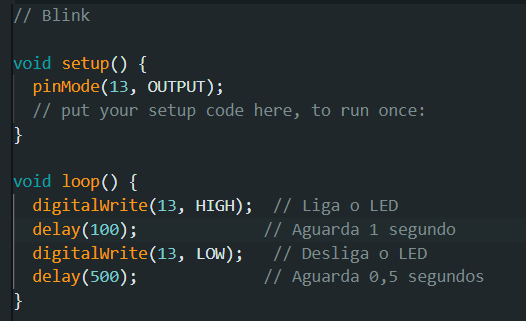 // Blink
void setup() {
  pinMode(13, OUTPUT);
  // put your setup code here, to run once:
}
void loop() {
  digitalWrite(13, HIGH);  // Liga o LED
  delay(100);             // Aguarda 1 segundo
  digitalWrite(13, LOW);   // Desliga o LED
  delay(500);             // Aguarda 0,5 segundos
}